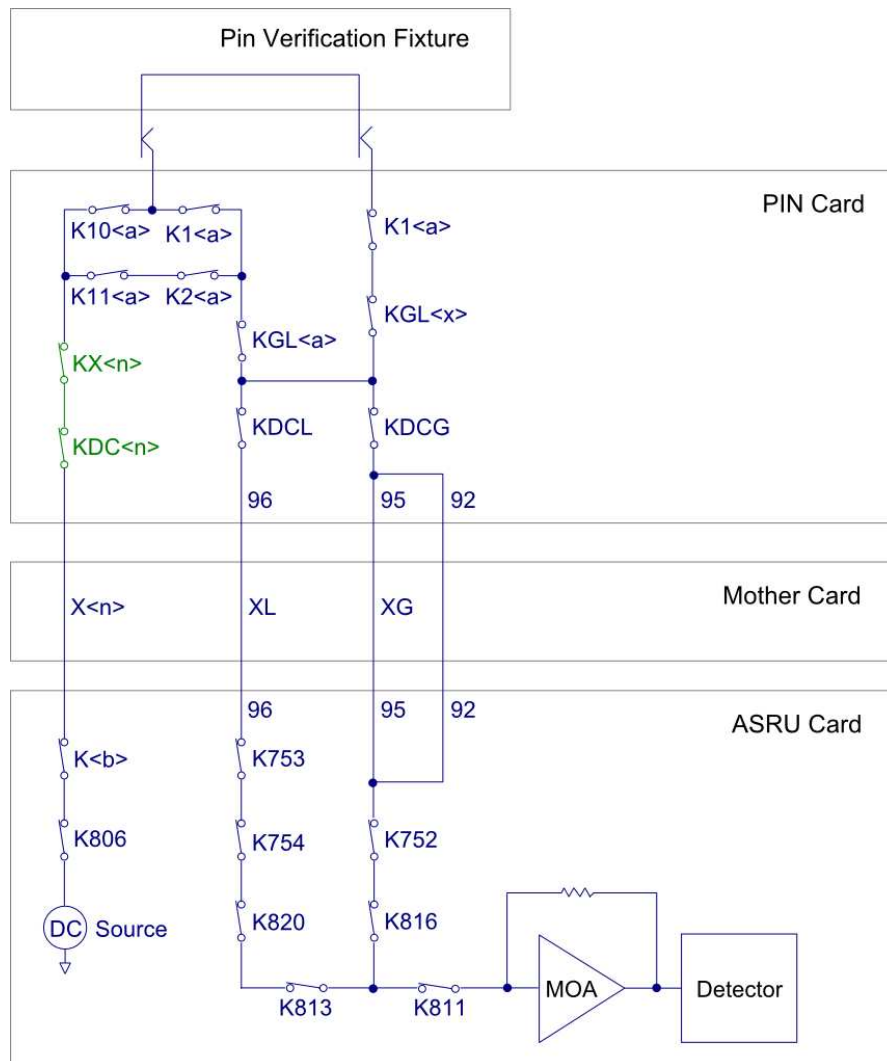 Pin Verification Fixture
PIN Card
K10<a>
K1<a>
K1<a>
K11<a>
K2<a>
KGL<a>
KGL<x>
KX<n>
KDC<n>
KDCL
KDCG
96
95
92
Mother Card
X<n>
XL
XG
ASRU Card
96
95
92
K<b>
K753
K806
K754
K752
DC
Source
K820
K816
K813
K811
MOA
Detector